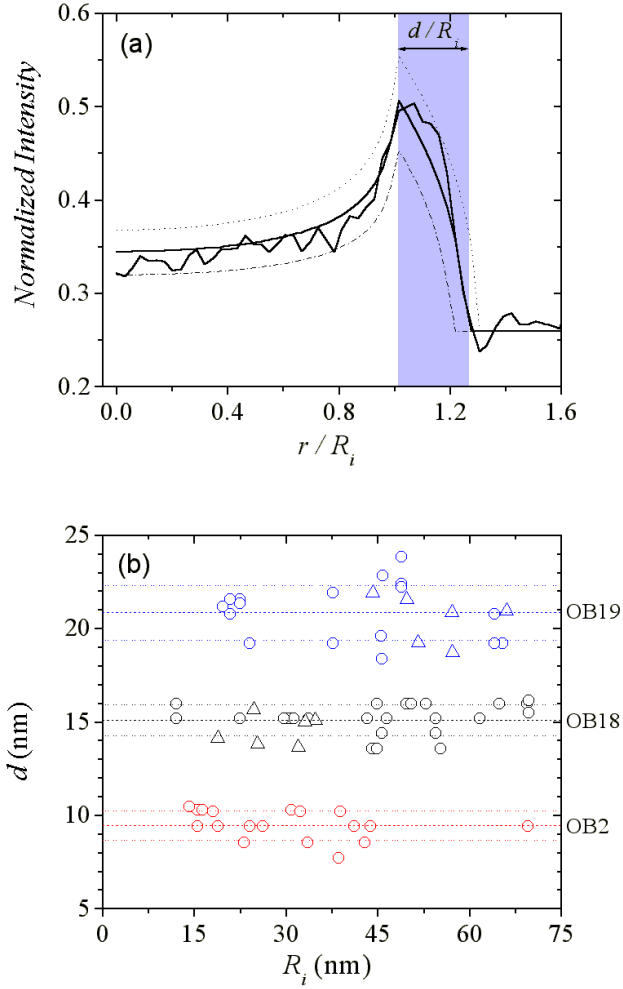 (a)
d / R_i
0.6
0.5
0.4
0.3
0.2
Normalized Intensity
0.0 0.4 0.8 1.2 1.6
r / R_i
(b)
25
20
15
10
5
d (nm)
OB19
OB18
OB2
0 15 30 45 60 75
R_i (nm)